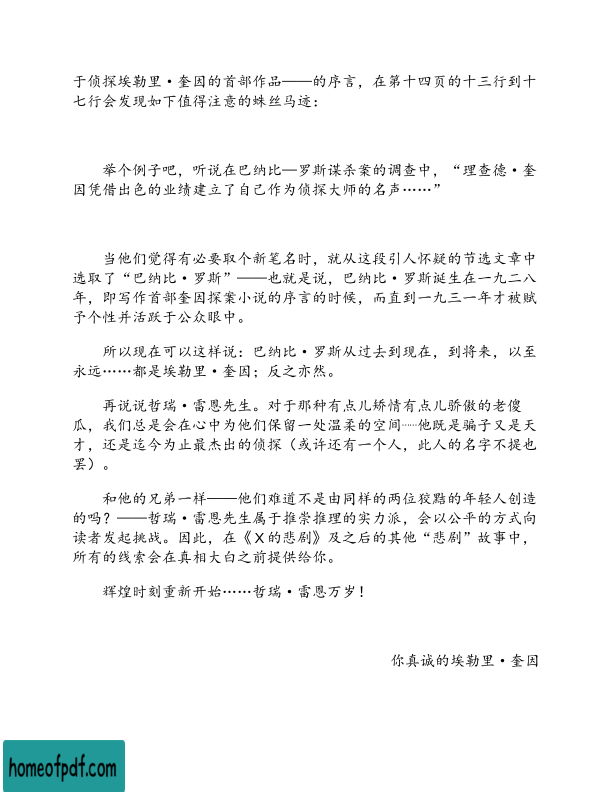 于侦探埃勒里·奎因的首部作品——的序言，在第十四页的十三行到十
七行会发现如下值得注意的蛛丝马迹：
举个例子吧，听说在巴纳比—罗斯谋杀案的调查中，“理查德·奎
因凭借出色的业绩建立了自己作为侦探大师的名声……”
当他们觉得有必要取个新笔名时，就从这段引人怀疑的节选文章中
选取了“巴纳比·罗斯”——也就是说，巴纳比·罗斯诞生在一九二八
年，即写作首部奎因探案小说的序言的时候，而直到一九三一年才被赋
予个性并活跃于公众眼中。
所以现在可以这样说：巴纳比·罗斯从过去到现在，到将来，以至
永远……都是埃勒里·奎因；反之亦然。
再说说哲瑞·雷恩先生。对于那种有点儿矫情有点儿骄傲的老傻
瓜，我们总是会在心中为他们保留一处温柔的空间……他既是骗子又是天
才，还是迄今为止最杰出的侦探（或许还有一个人，此人的名字不提也
罢）。
和他的兄弟一样——他们难道不是由同样的两位狡黠的年轻人创造
的吗？——哲瑞·雷恩先生属于推崇推理的实力派，会以公平的方式向
读者发起挑战。因此，在《X的悲剧》及之后的其他“悲剧”故事中，
所有的线索会在真相大白之前提供给你。
辉煌时刻重新开始……哲瑞·雷恩万岁！
你真诚的埃勒里·奎因
homeofpdf.com